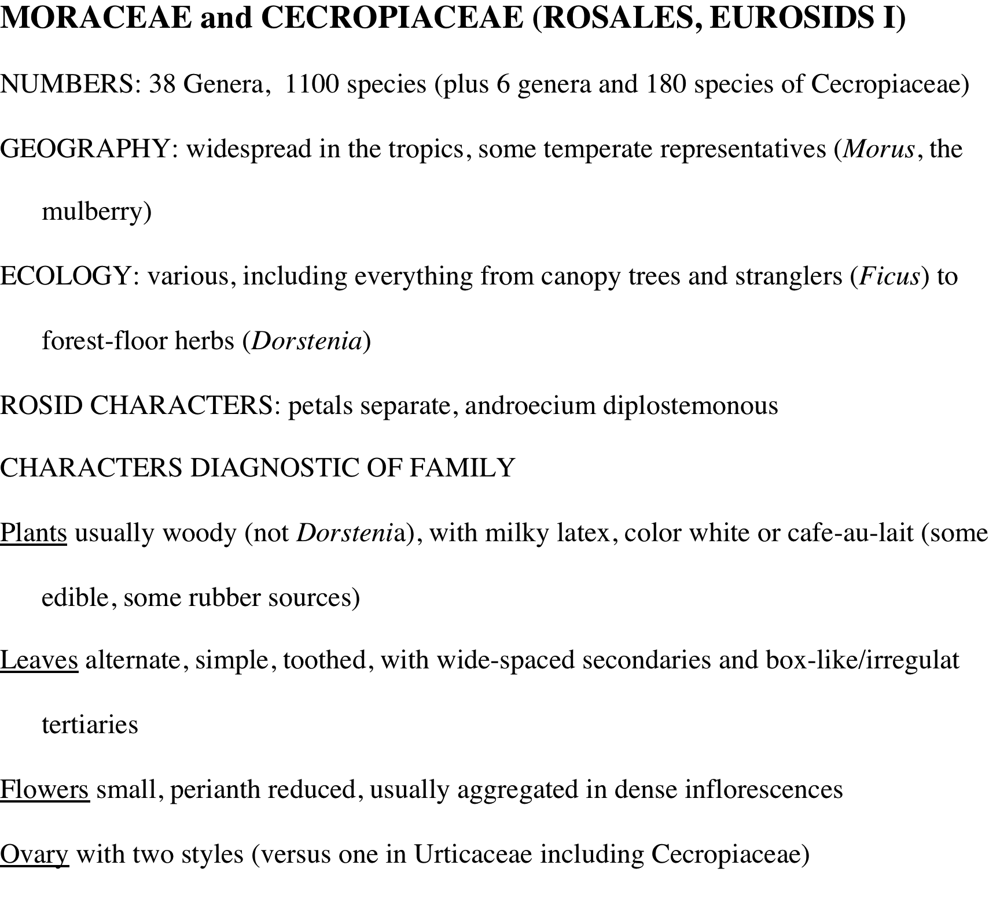 MORACEAE and CECROPIACEAE (ROSALES, EUROSIDS I)
NUMBERS: 38 Genera,  1100 species (plus 6 genera and 180 species of Cecropiaceae)
GEOGRAPHY: widespread in the tropics, some temperate representatives (Morus, the
mulberry)
ECOLOGY: various, including everything from canopy trees and stranglers (Ficus) to
forest-floor herbs (Dorstenia)
ROSID CHARACTERS: petals separate, androecium diplostemonous
CHARACTERS DIAGNOSTIC OF FAMILY
Plants usually woody (not Dorstenia), with milky latex, color white or cafe-au-lait (some
edible, some rubber sources)
Leaves alternate, simple, toothed, with wide-spaced secondaries and box-like/irregulat
tertiaries
Flowers small, perianth reduced, usually aggregated in dense inflorescences
Ovary with two styles (versus one in Urticaceae including Cecropiaceae)